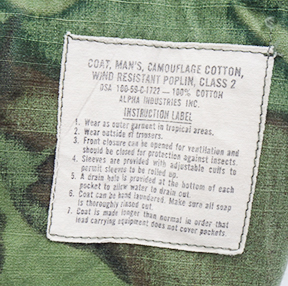 COAT, MAN'S, CAMOUFLAGE COTTON,
WIND RESISTANT POPLIN, CLASS 2
DSA 100-69-C-1722 — 100% COTTON
ALPHA INDUSTRIES INC.
INSTRUCTION LABEL
1. Wear as outer garment in tropical areas.
2. Wear outside of trousers.
3. Front closure can be opened for ventilation and
should be closed for protection against insects.
4. Sleeves are provided with adjustable cuffs to
permit sleeves to be rolled up.
5. A drain hole is provided at the bottom of each
pocket to allow water to drain out.
6. Coat can be hand laundered. Make sure all soap
is thoroughly rinsed out.
7. Coat is made longer than normal in order that
load carrying equipment does not cover pockets.